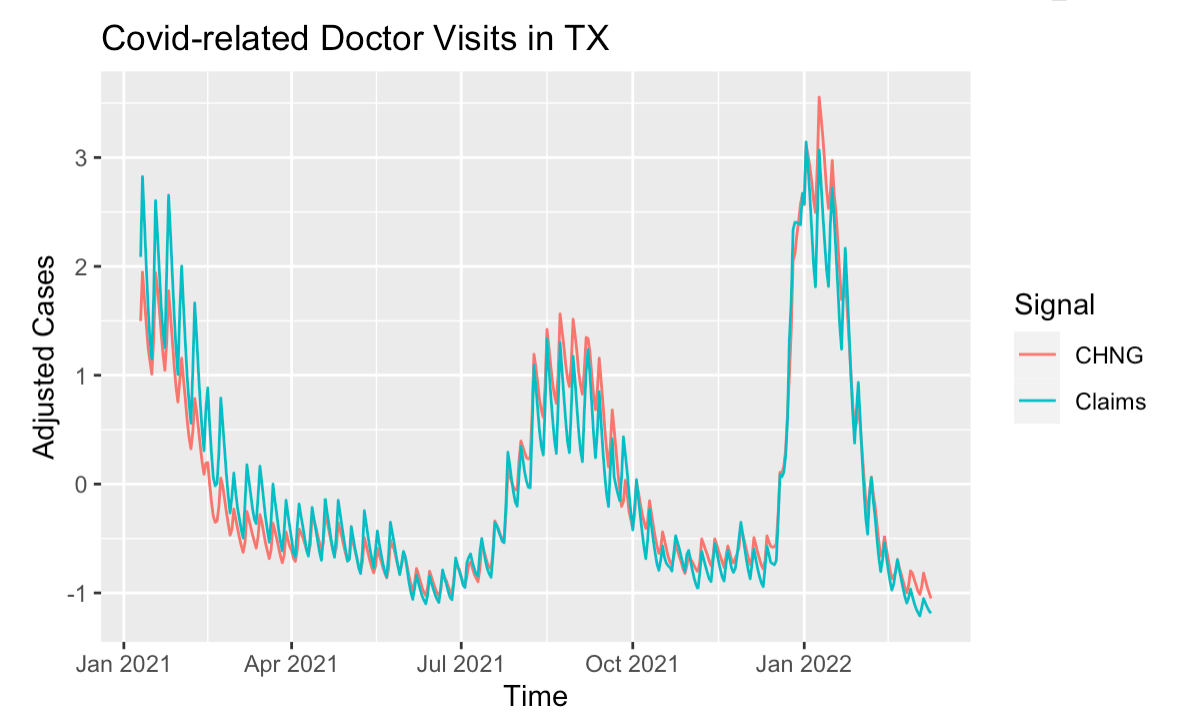 Covid-related Doctor Visits in TX
Adjusted Cases
3
2
1
0
-1
Jan 2021 Apr 2021 Jul 2021 Oct 2021 Jan 2022
Time
Signal
CHNG
Claims